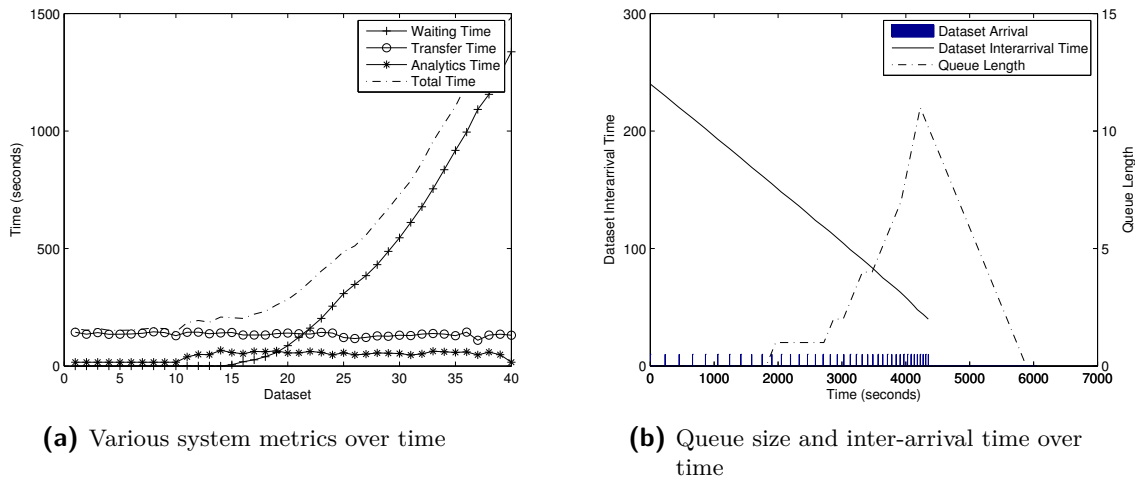 1500
1000
500
0
Time (seconds)
0 5 10 15 20 25 30 35 40
Dataset
Waiting Time
Transfer Time
Analytics Time
Total Time
(a) Various system metrics over time
300
200
100
0
Dataset Interarrival Time
0 1000 2000 3000 4000 5000 6000 7000
Time (seconds)
15
10
5
0
Queue Length
Dataset Arrival
Dataset Interarrival Time
Queue Length
(b) Queue size and inter-arrival time over
time